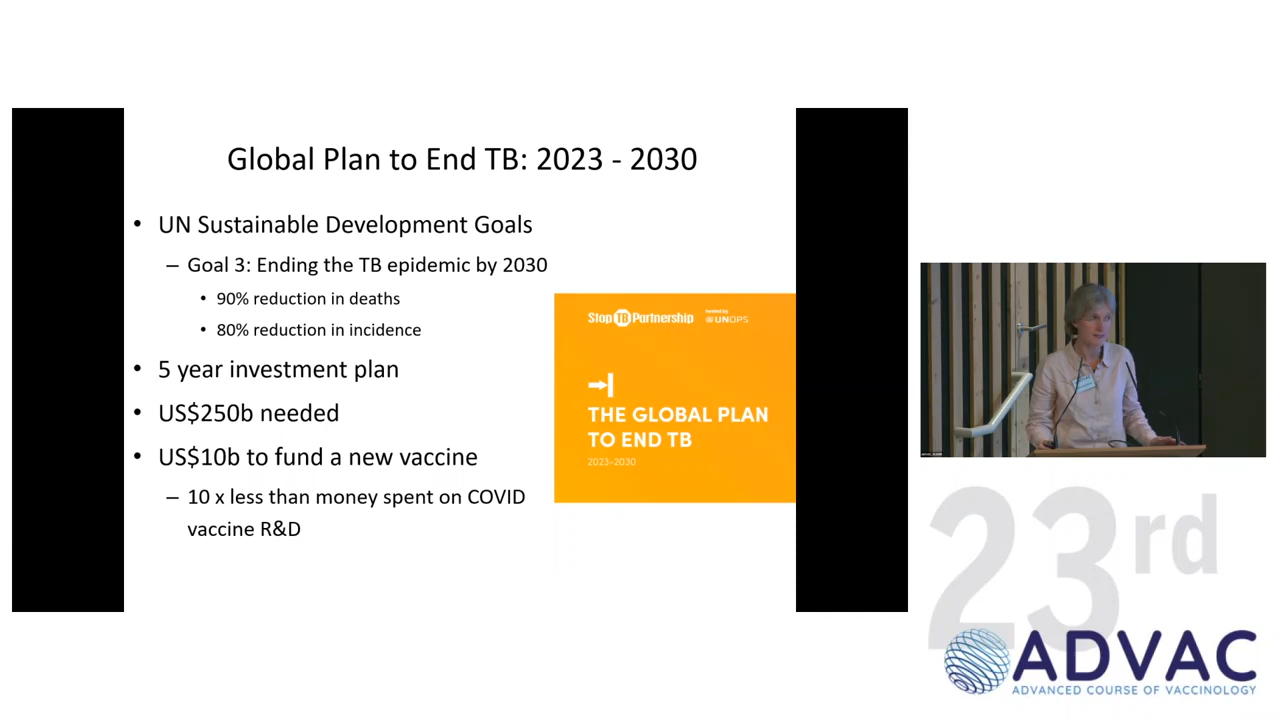 Global Plan to End TB: 2023 - 2030
• UN Sustainable Development Goals
– Goal 3: Ending the TB epidemic by 2030
• 90% reduction in deaths
• 80% reduction in incidence
• 5 year investment plan
• US$250b needed
• US$10b to fund a new vaccine
– 10 x less than money spent on COVID
vaccine R&D
Stop TB Partnership
hosted by
UNOPS
THE GLOBAL PLAN
TO END TB
2023–2030
23rd
ADVAC
ADVANCED COURSE OF VACCINOLOGY